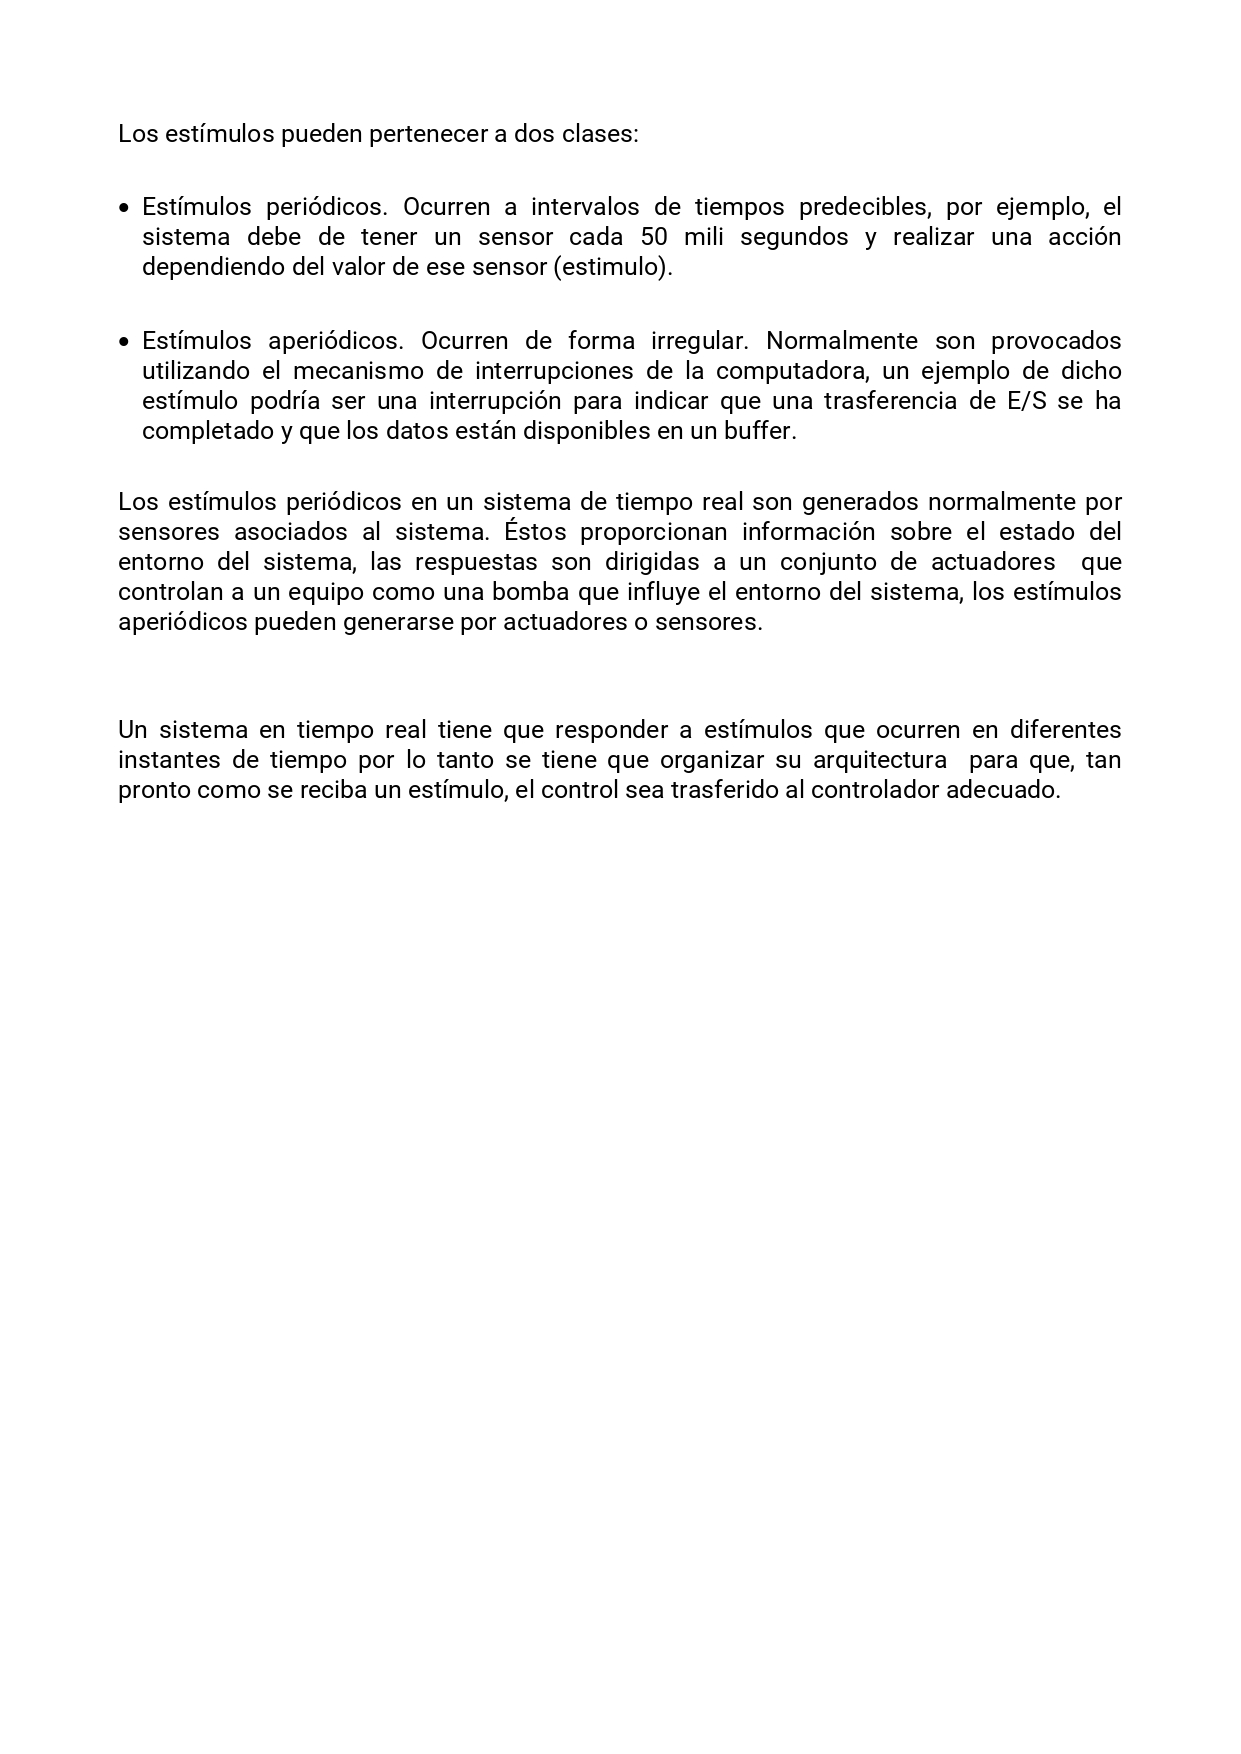 Los estímulos pueden pertenecer a dos clases:
• Estímulos periódicos. Ocurren a intervalos de tiempos predecibles, por ejemplo, el
sistema debe de tener un sensor cada 50 mili segundos y realizar una acción
dependiendo del valor de ese sensor (estimulo).
• Estímulos aperiódicos. Ocurren de forma irregular. Normalmente son provocados
utilizando el mecanismo de interrupciones de la computadora, un ejemplo de dicho
estímulo podría ser una interrupción para indicar que una trasferencia de E/S se ha
completado y que los datos están disponibles en un buffer.
Los estímulos periódicos en un sistema de tiempo real son generados normalmente por
sensores asociados al sistema. Éstos proporcionan información sobre el estado del
entorno del sistema, las respuestas son dirigidas a un conjunto de actuadores  que
controlan a un equipo como una bomba que influye el entorno del sistema, los estímulos
aperiódicos pueden generarse por actuadores o sensores.
Un sistema en tiempo real tiene que responder a estímulos que ocurren en diferentes
instantes de tiempo por lo tanto se tiene que organizar su arquitectura  para que, tan
pronto como se reciba un estímulo, el control sea trasferido al controlador adecuado.